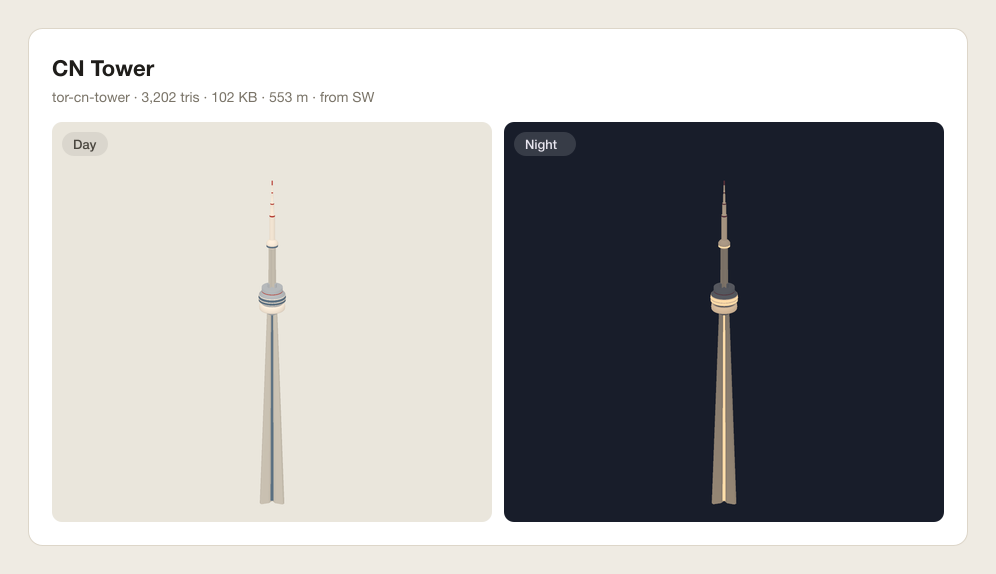 CN Tower
tor-cn-tower · 3,202 tris · 102 KB · 553 m · from SW
Day
Night